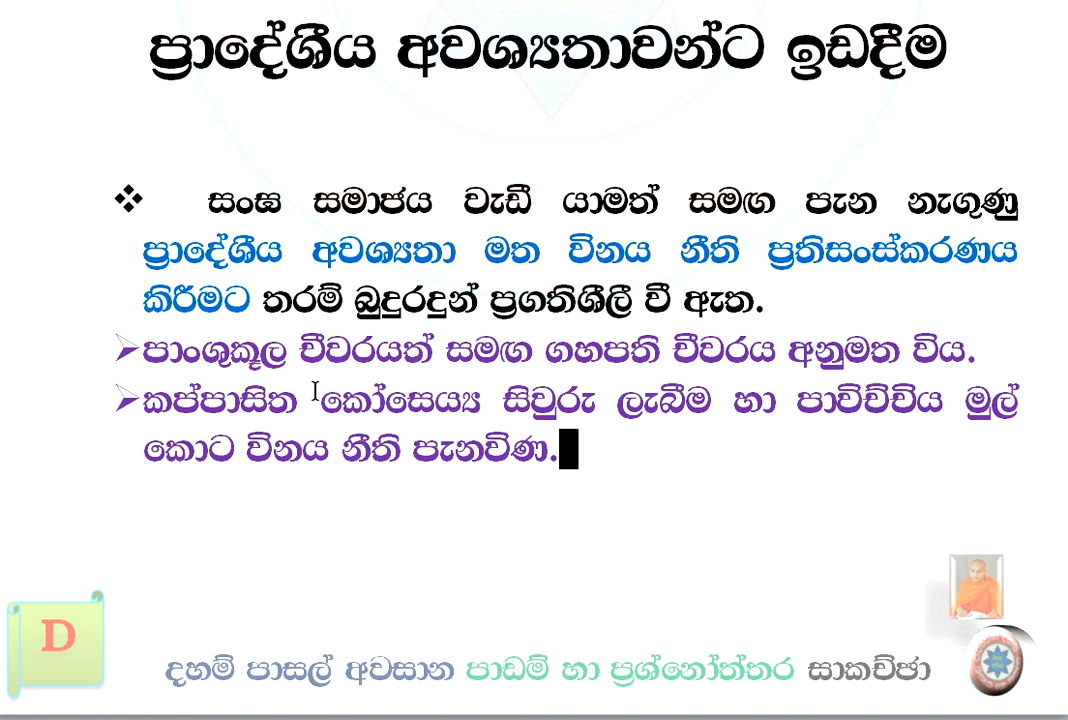 ප්‍රාදේශීය අවශ්‍යතාවන්ට ඉඩදීම
❖ සංඝ සමාජය වැඩී යාමත් සමඟ පැන නැගුණු
ප්‍රාදේශීය අවශ්‍යතා මත විනය නීති ප්‍රතිසංස්කරණය
කිරීමට තරම් බුදුරදුන් ප්‍රගතිශීලී වී ඇත.
➢පාංශුකූල චීවරයත් සමඟ ගහපති චීවරය අනුමත විය.
➢කප්පාසිත කෝසෙය්‍ය සිවුරු ලැබීම හා පාවිච්චිය මුල්
කොට විනය නීති පැනවිණ.
D
දහම් පාසල් අවසාන පාඩම් හා ප්‍රශ්නෝත්තර සාකච්ඡා